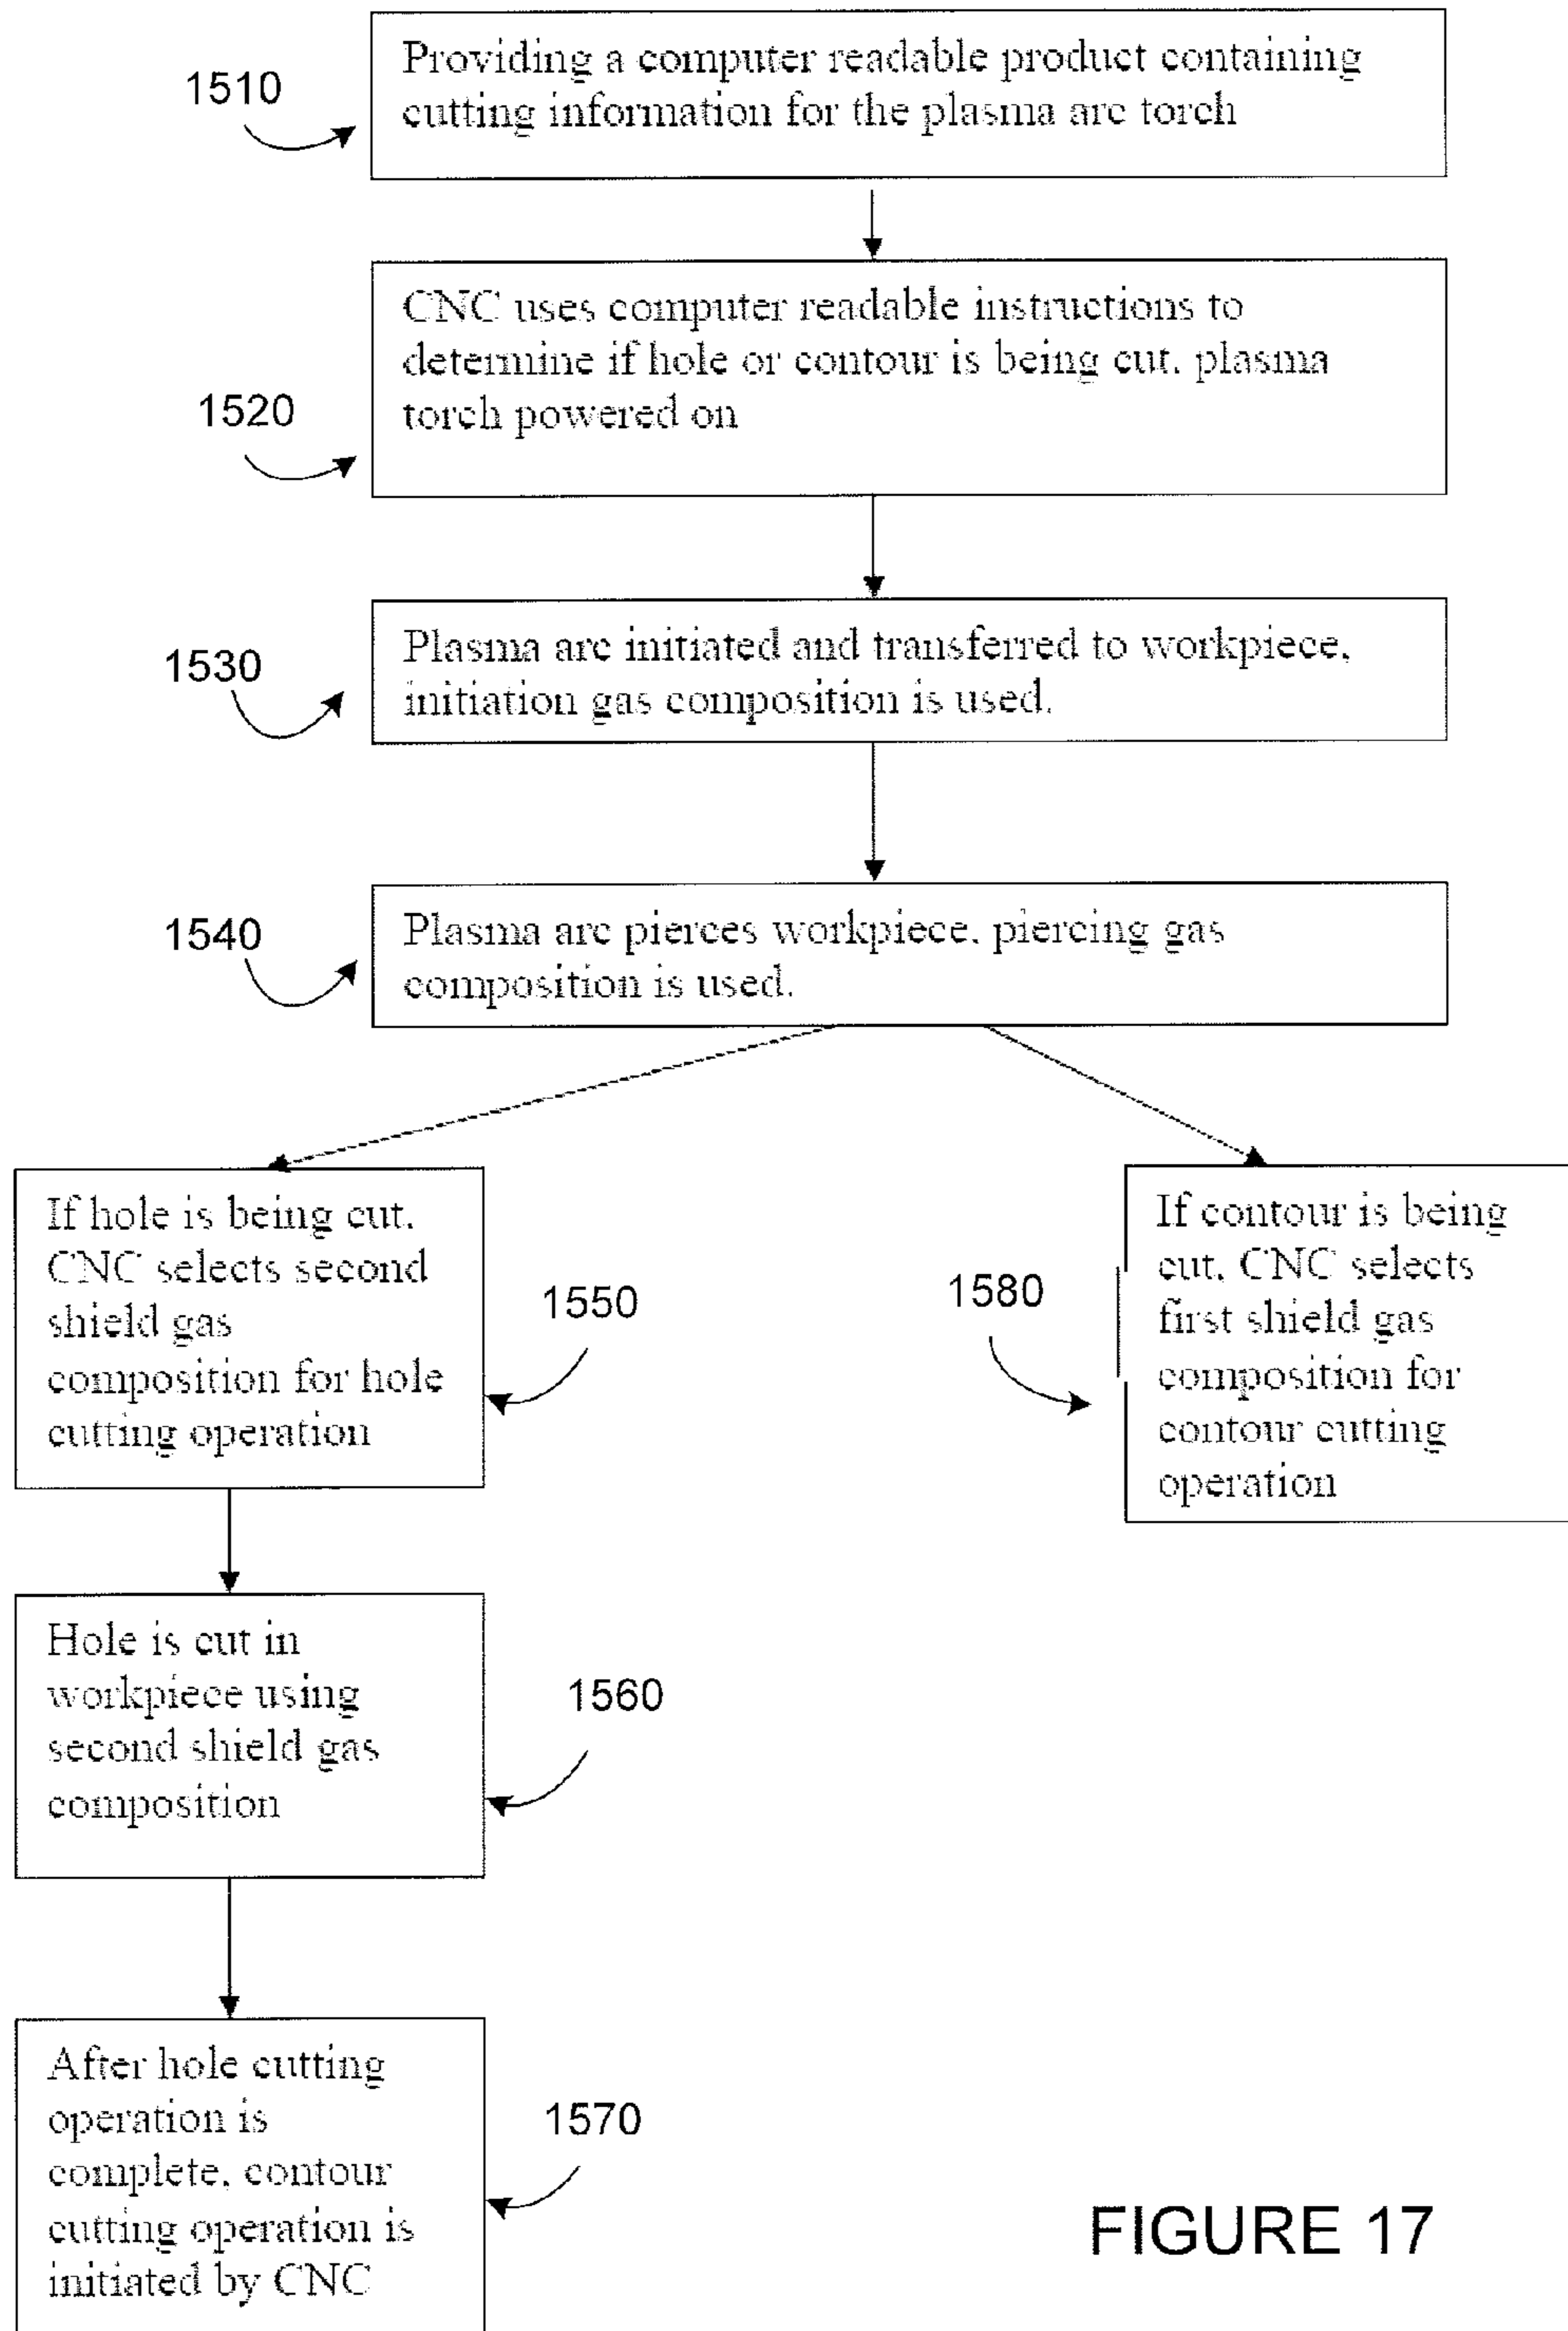 1510
Providing a computer readable product containing
cutting information for the plasma arc torch
1520
CNC uses computer readable instructions to
determine if hole or contour is being cut. plasma
torch powered on
1530
Plasma arc initiated and transferred to workpiece,
initiation gas composition is used.
1540
Plasma arc pierces workpiece. piercing gas
composition is used.
If hole is being cut.
CNC selects second
shield gas
composition for hole
cutting operation
1550
1580
If contour is being
cut. CNC selects
first shield gas
composition for
contour cutting
operation
Hole is cut in
workpiece using
second shield gas
composition
1560
After hole cutting
operation is
complete, contour
cutting operation is
initiated by CNC
1570
FIGURE 17